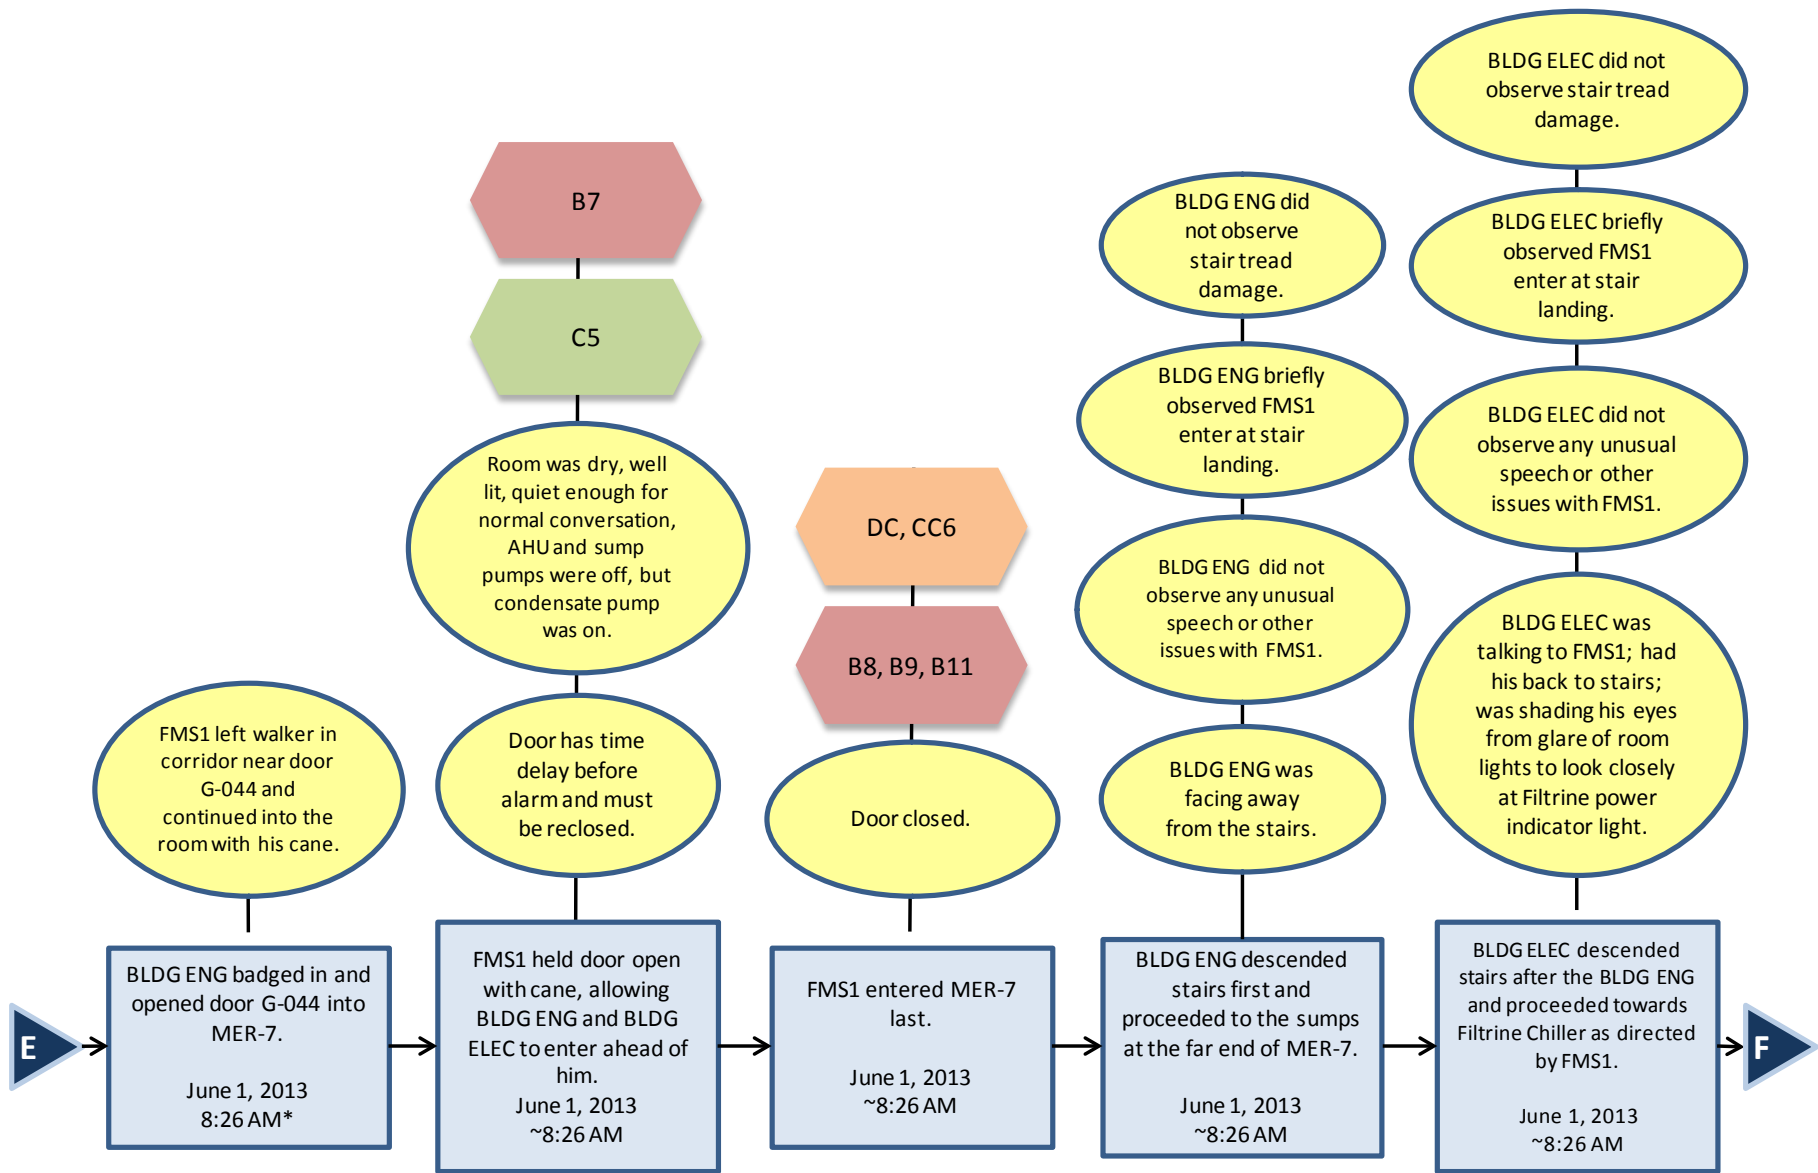 BLDG ELEC did not
observe stair tread
damage.
BLDG ELEC briefly
observed FMS1
enter at stair
landing.
BLDG ELEC did not
observe any unusual
speech or other
issues with FMS1.
BLDG ELEC was
talking to FMS1; had
his back to stairs;
was shading his eyes
from glare of room
lights to look closely
at Filtrine power
indicator light.
BLDG ENG did
not observe
stair tread
damage.
BLDG ENG briefly
observed FMS1
enter at stair
landing.
BLDG ENG did not
observe any unusual
speech or other
issues with FMS1.
BLDG ENG was
facing away
from the stairs.
B7
C5
Room was dry, well
lit, quiet enough for
normal conversation,
AHU and sump
pumps were off, but
condensate pump
was on.
Door has time
delay before
alarm and must
be reclosed.
DC, CC6
B8, B9, B11
Door closed.
FMS1 left walker in
corridor near door
G-044 and
continued into the
room with his cane.
E
BLDG ENG badged in and
opened door G-044 into
MER-7.
June 1, 2013
8:26 AM*
FMS1 held door open
with cane, allowing
BLDG ENG and BLDG
ELEC to enter ahead of
him.
June 1, 2013
~8:26 AM
FMS1 entered MER-7
last.
June 1, 2013
~8:26 AM
BLDG ENG descended
stairs first and
proceeded to the sumps
at the far end of MER-7.
June 1, 2013
~8:26 AM
BLDG ELEC descended
stairs after the BLDG ENG
and proceeded towards
Filtrine Chiller as directed
by FMS1.
June 1, 2013
~8:26 AM
F